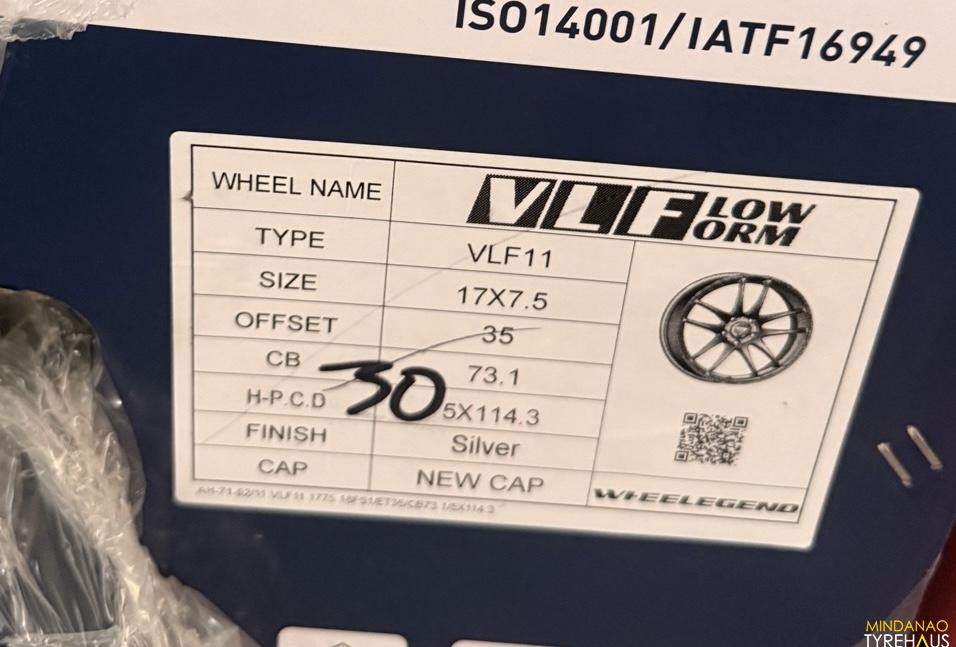 ISO14001/IATF16949
WHEEL NAME VLF LOW FORM
TYPE VLF11
SIZE 17X7.5
OFFSET 35
CB 73.1
30
H-P.C.D 5X114.3
FINISH Silver
CAP NEW CAP
WHEELEGEND
MINDANAO
TYREHAUS